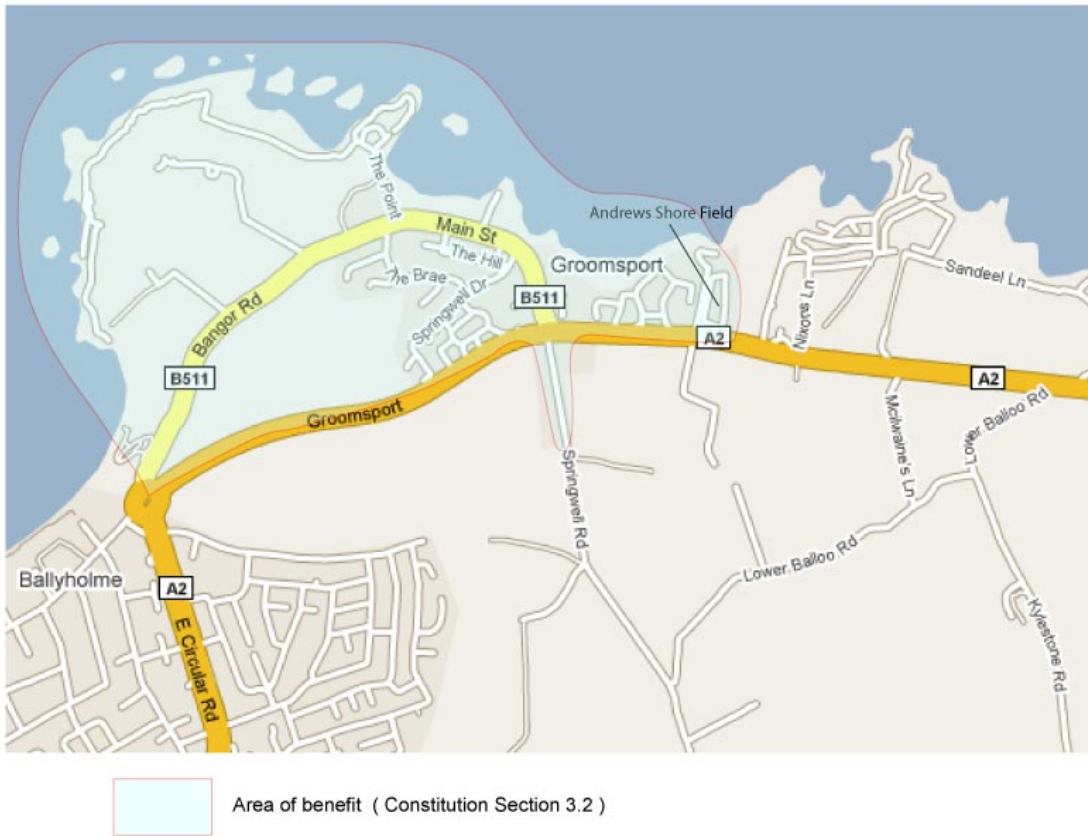 Andrews Shore Field
The Point
Main St
The Hill
Groomsport
The Brae
Springwell Dr
B511
Sandeel Ln
Nixons Ln
Bangor Rd
A2
B511
A2
Groomsport
Mcilwaine's Ln
Lower Balloo Rd
Springwell Rd
Lower Balloo Rd
Ballyholme
A2
E Circular Rd
Kylestone Rd
Area of benefit ( Constitution Section 3.2 )